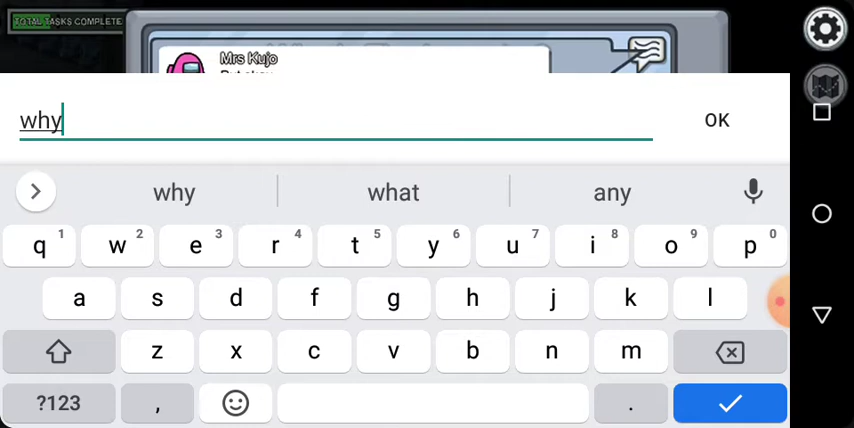 TOTAL TASKS COMPLETE
Mrs Kujo
why
OK
why what any
q 1 w 2 e 3 r 4 t 5 y 6 u 7 i 8 o 9 p 0
a s d f g h j k l
z x c v b n m
?123 , .